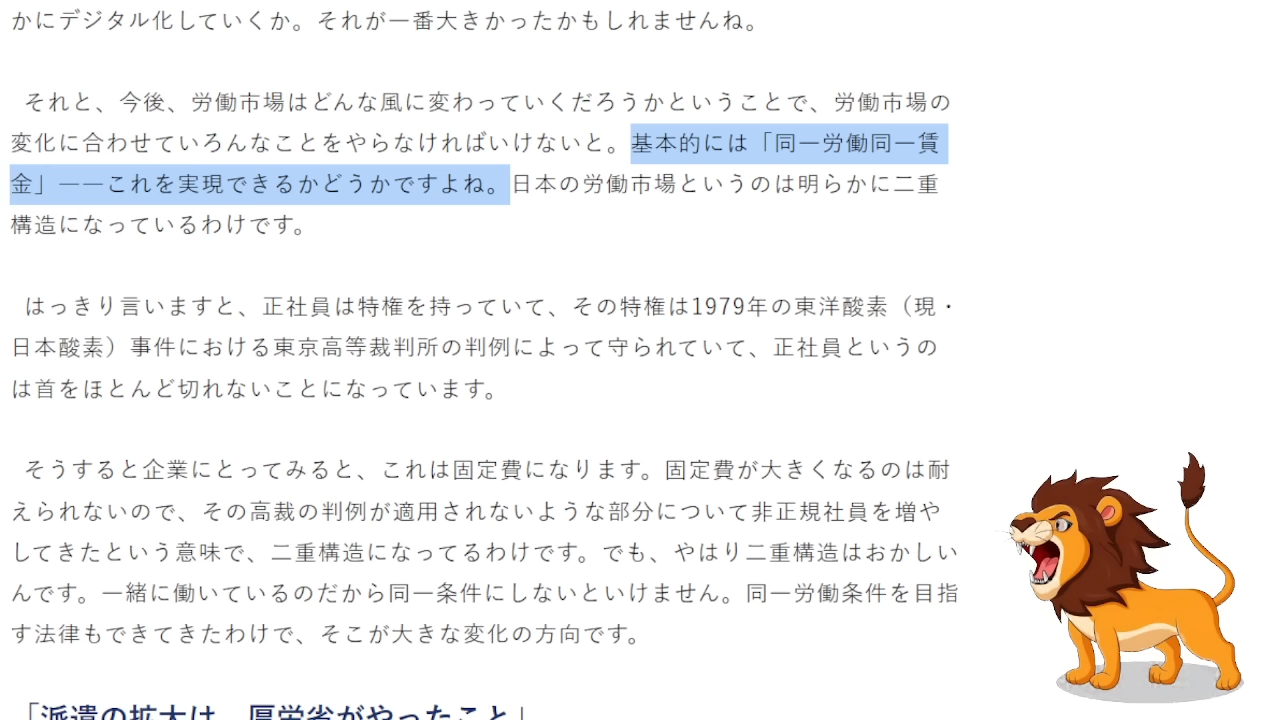 かにデジタル化していくか。それが一番大きかったかもしれませんね。
それと、今後、労働市場はどんな風に変わっていくだろうかということで、労働市場の
変化に合わせていろんなことをやらなければいけないと。基本的には「同一労働同一賃
金」――これを実現できるかどうかですよね。日本の労働市場というのは明らかに二重
構造になっているわけです。
はっきり言いますと、正社員は特権を持っていて、その特権は1979年の東洋酸素（現・
日本酸素）事件における東京高等裁判所の判例によって守られていて、正社員というの
は首をほとんど切れないことになっています。
そうすると企業にとってみると、これは固定費になります。固定費が大きくなるのは耐
えられないので、その高裁の判例が適用されないような部分について非正規社員を増や
してきたという意味で、二重構造になってるわけです。でも、やはり二重構造はおかしい
んです。一緒に働いているのだから同一条件にしないといけません。同一労働条件を目指
す法律もできてきたわけで、そこが大きな変化の方向です。
「派遣の拡大は、厚労省がやったこと」